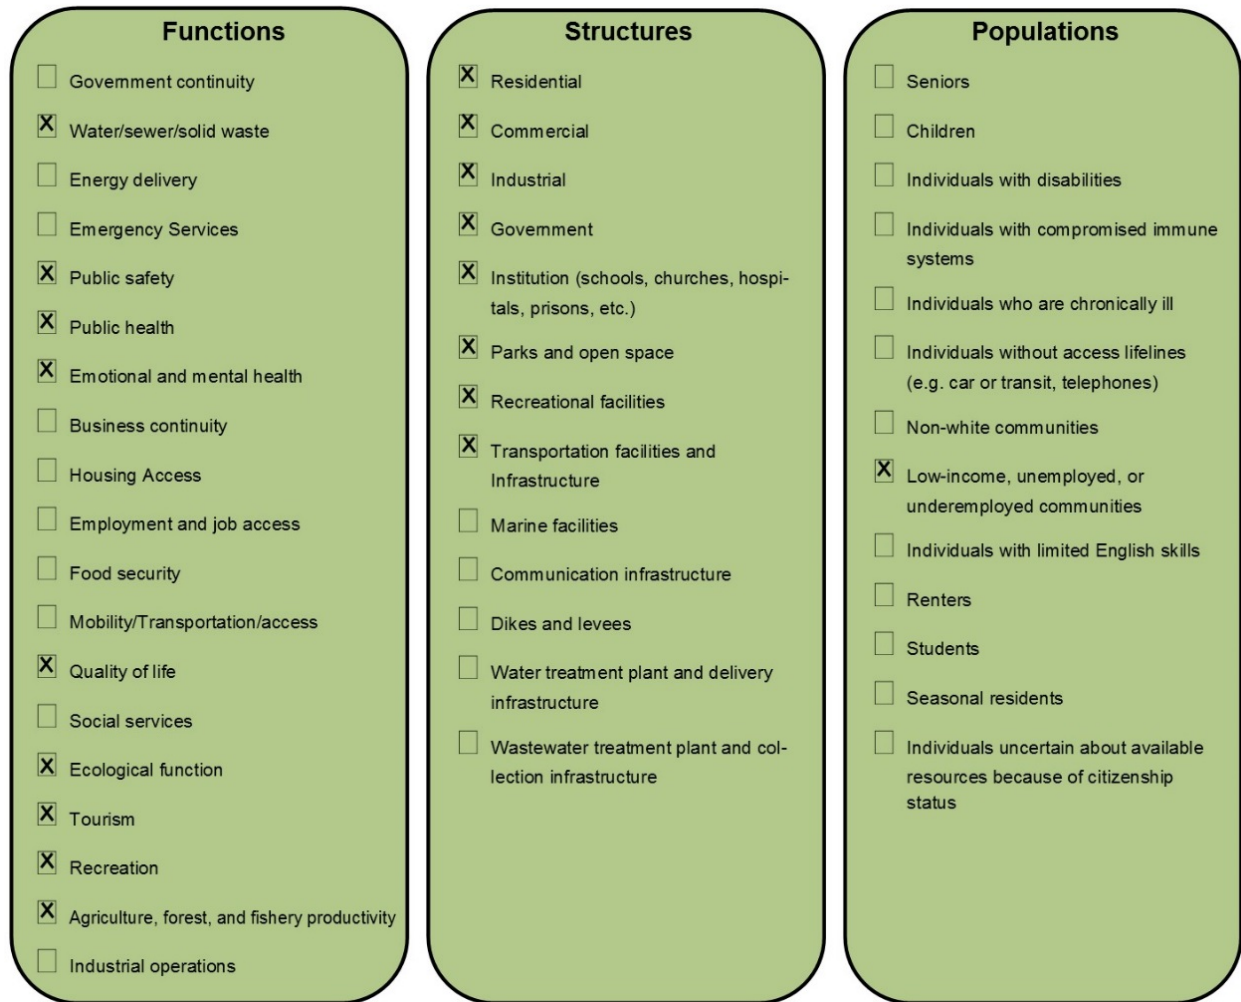 Functions
Government continuity
X Water/sewer/solid waste
Energy delivery
Emergency Services
X Public safety
X Public health
X Emotional and mental health
Business continuity
Housing Access
Employment and job access
Food security
Mobility/Transportation/access
X Quality of life
Social services
X Ecological function
X Tourism
X Recreation
X Agriculture, forest, and fishery productivity
Industrial operations
Structures
X Residential
X Commercial
X Industrial
X Government
X Institution (schools, churches, hospi-
tals, prisons, etc.)
X Parks and open space
X Recreational facilities
X Transportation facilities and
Infrastructure
Marine facilities
Communication infrastructure
Dikes and levees
Water treatment plant and delivery
infrastructure
Wastewater treatment plant and col-
lection infrastructure
Populations
Seniors
Children
Individuals with disabilities
Individuals with compromised immune
systems
Individuals who are chronically ill
Individuals without access lifelines
(e.g. car or transit, telephones)
Non-white communities
X Low-income, unemployed, or
underemployed communities
Individuals with limited English skills
Renters
Students
Seasonal residents
Individuals uncertain about available
resources because of citizenship
status